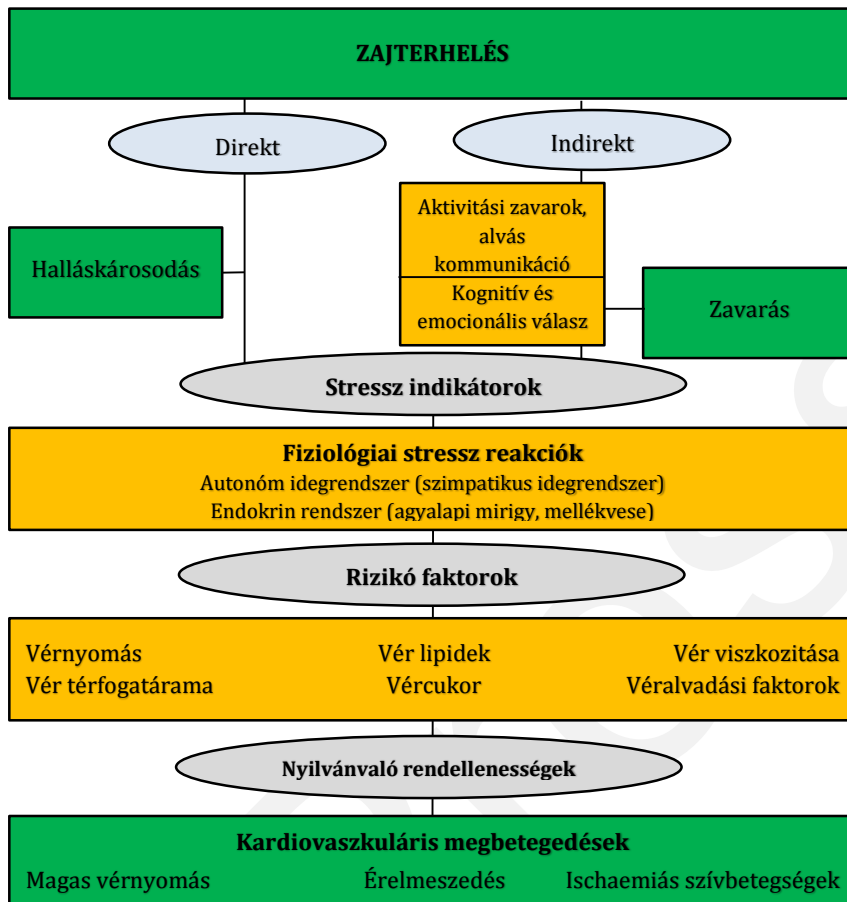 ZAJTERHELÉS
Direkt
Indirekt
Aktivitási zavarok,
alvás
kommunikáció
Halláskárosodás
Kognitív és
emocionális válasz
Zavarás
Stressz indikátorok
Fiziológiai stressz reakciók
Autonóm idegrendszer (szimpatikus idegrendszer)
Endokrin rendszer (agyalapi mirigy, mellékvese)
Rizikó faktorok
Vérnyomás Vér lipidek Vér viszkozitása
Vér térfogatárama Vércukor Véralvadási faktorok
Nyilvánvaló rendellenességek
Kardiovaszkuláris megbetegedések
Magas vérnyomás Érelmeszedés Ischaemiás szívbetegségek